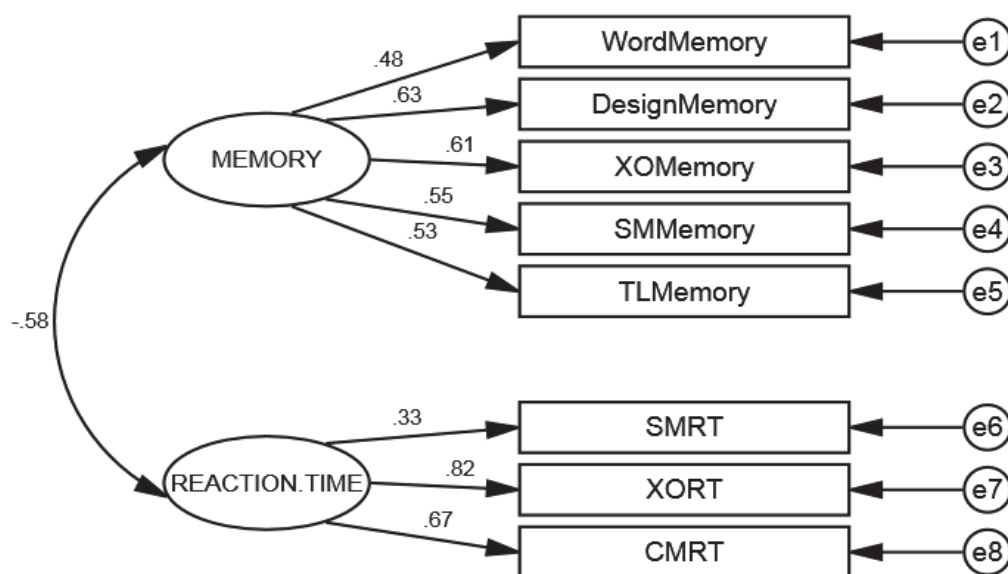 WordMemory
e1
.48
.63
DesignMemory
e2
MEMORY
.61
XOMemory
e3
.55
SMMemory
e4
.53
TLMemory
e5
-.58
.33
SMRT
e6
REACTION.TIME
.82
XORT
e7
.67
CMRT
e8